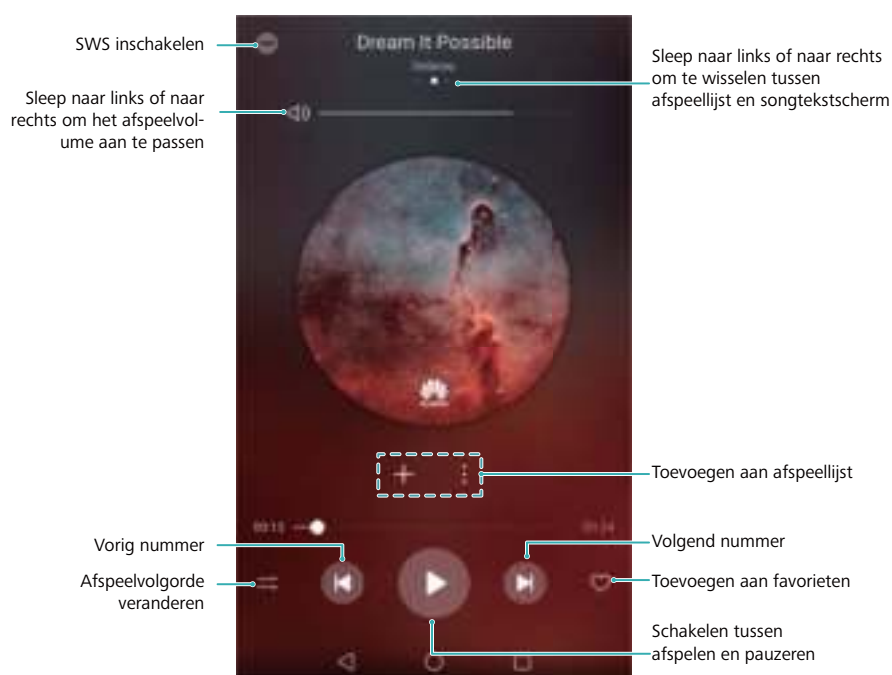 SWS inschakelen
Dream It Possible
Sleep naar links of naar rechts
om te wisselen tussen
afspeellijst en songtekstscherm
Sleep naar links of naar
rechts om het afspeelvol-
ume aan te passen
Toevoegen aan afspeellijst
00:13
Vorig nummer
Volgend nummer
Afspeelvolgorde
veranderen
Toevoegen aan favorieten
Schakelen tussen
afspelen en pauzeren